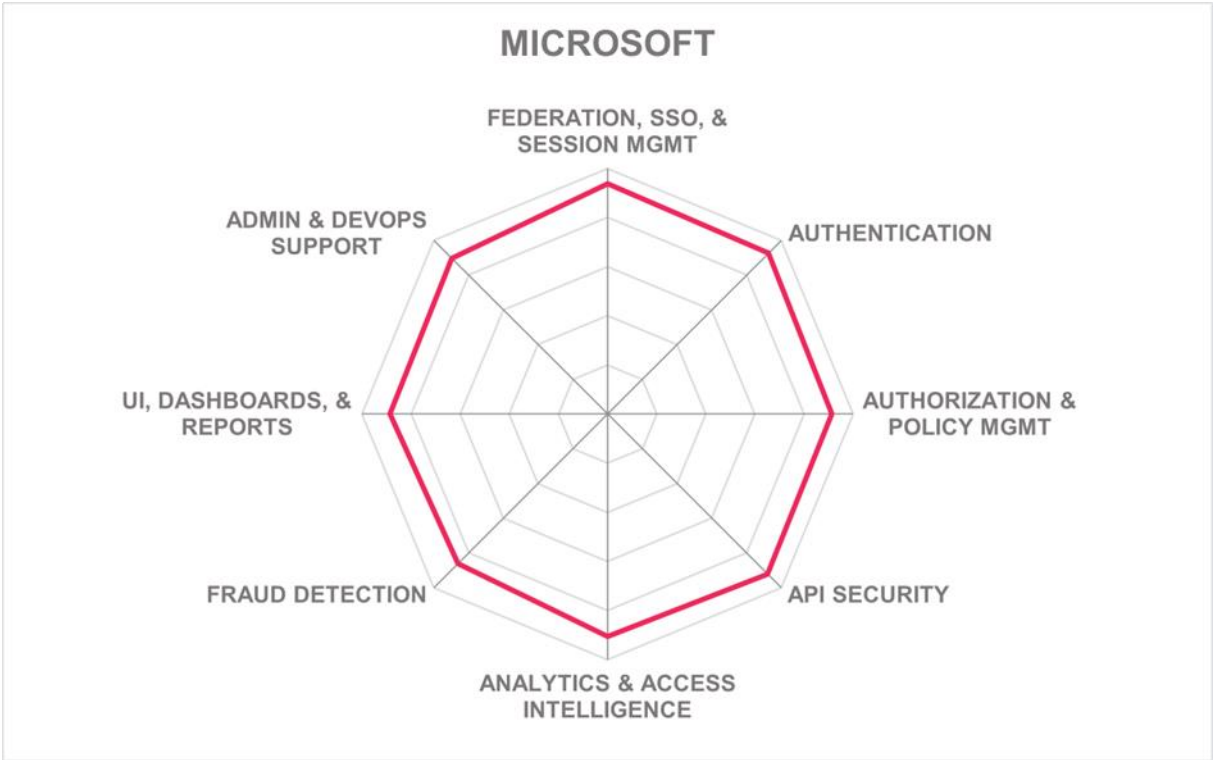 MICROSOFT
FEDERATION, SSO, &
SESSION MGMT
ADMIN & DEVOPS
SUPPORT
AUTHENTICATION
UI, DASHBOARDS, &
REPORTS
AUTHORIZATION &
POLICY MGMT
FRAUD DETECTION
API SECURITY
ANALYTICS & ACCESS
INTELLIGENCE